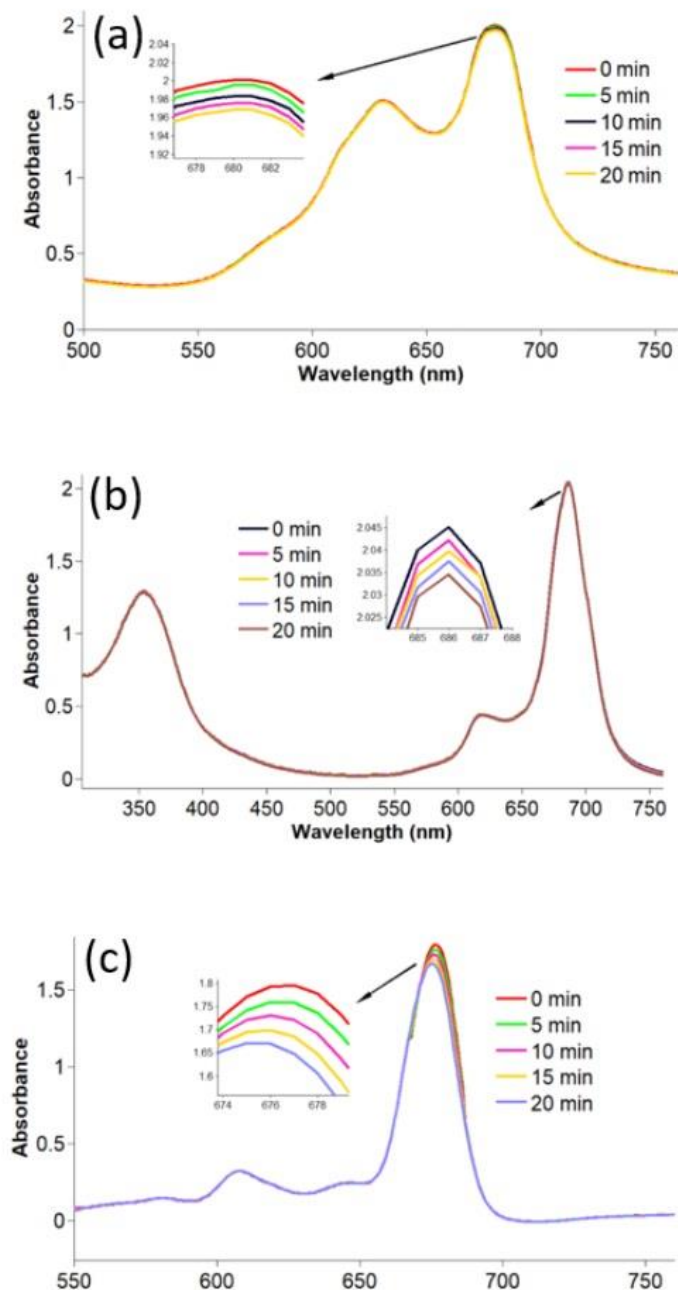 (a)
2
1.5
1
0.5
0
Absorbance
2.04
2.02
2
1.98
1.96
1.94
1.92
678 680 682
0 min
5 min
10 min
15 min
20 min
500 550 600 650 700 750
Wavelength (nm)
(b)
2
1.5
1
0.5
0
Absorbance
0 min
5 min
10 min
15 min
20 min
2.045
2.04
2.035
2.03
2.025
685 686 687 688
350 400 450 500 550 600 650 700 750
Wavelength (nm)
(c)
1.5
1
0.5
0
Absorbance
1.8
1.75
1.7
1.65
1.6
674 676 678
0 min
5 min
10 min
15 min
20 min
550 600 650 700 750